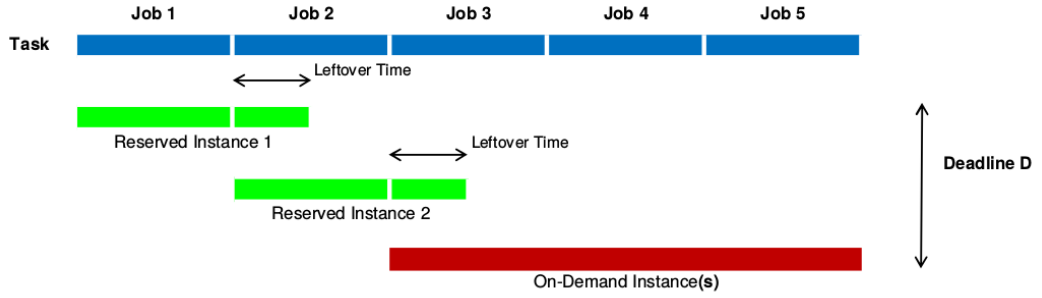 Job 1 Job 2 Job 3 Job 4 Job 5
Task
Leftover Time
Reserved Instance 1
Leftover Time
Deadline D
Reserved Instance 2
On-Demand Instance(s)